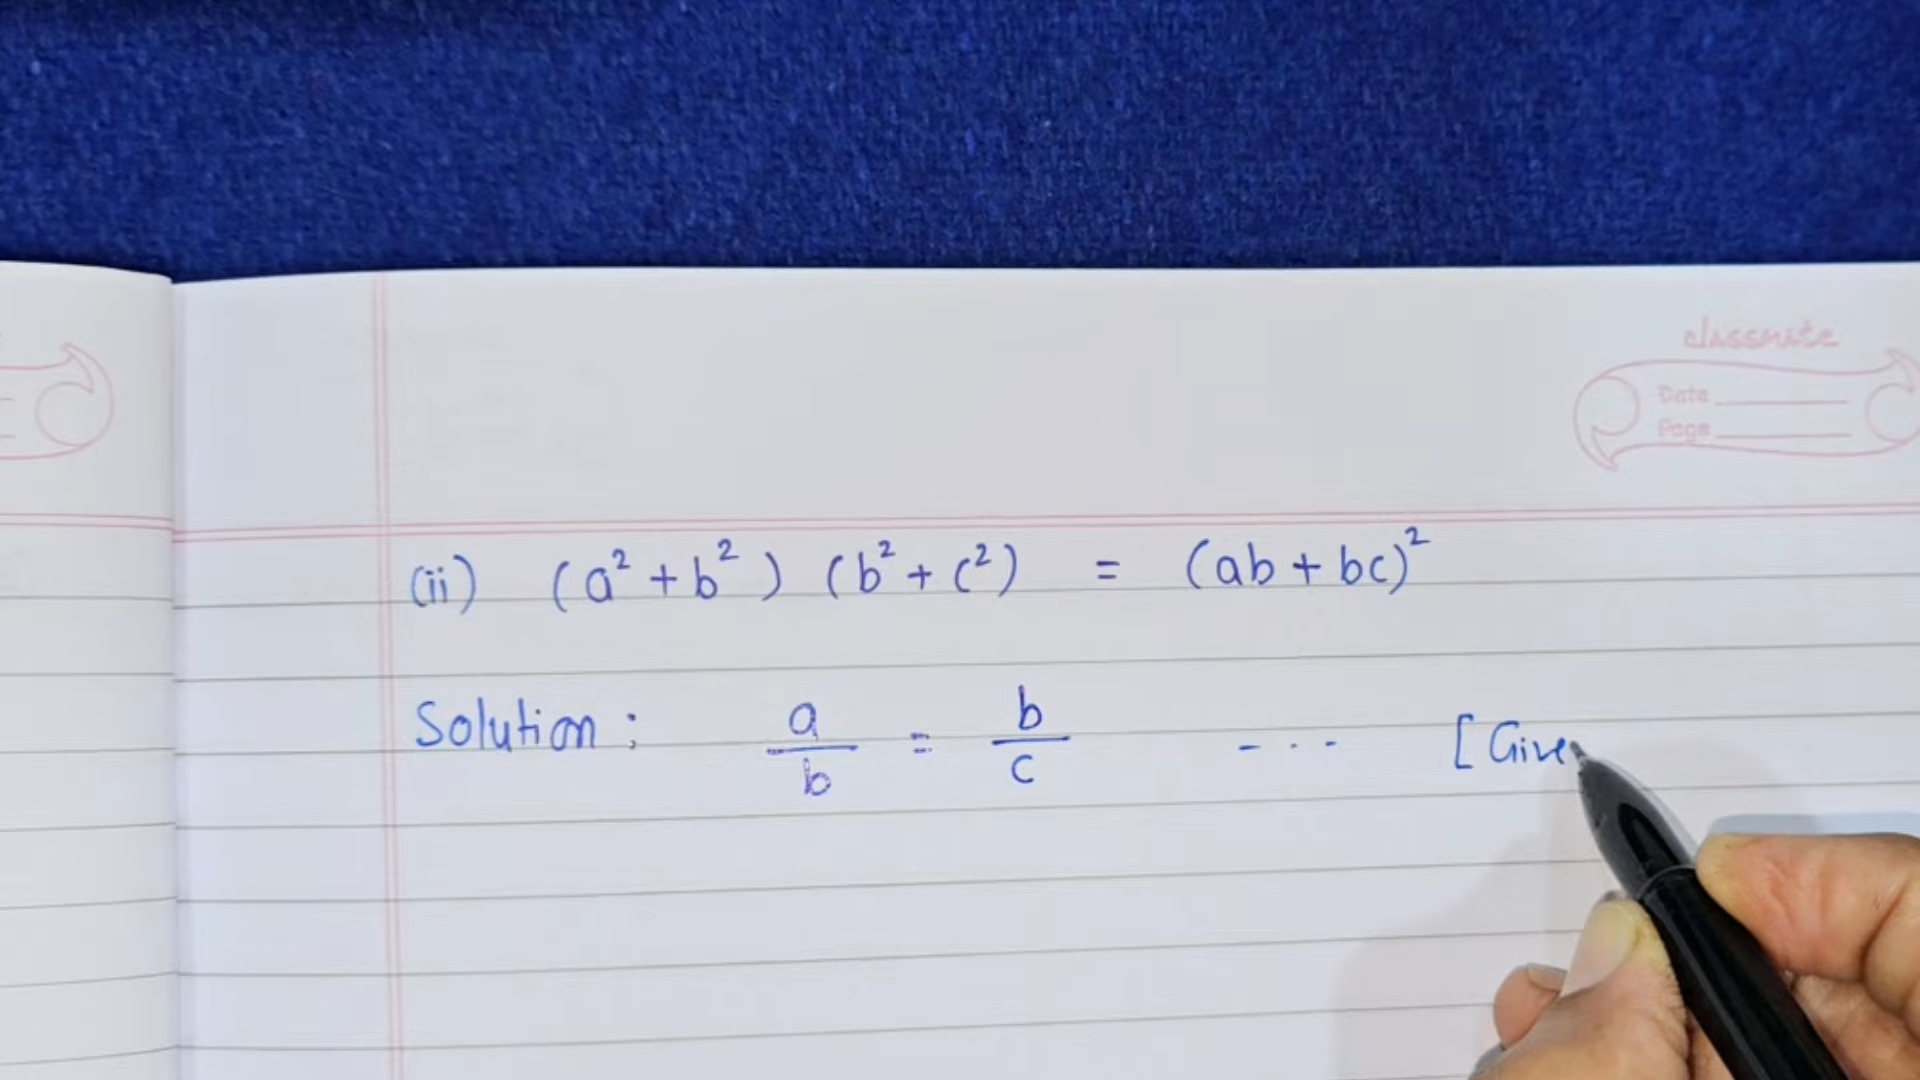 classmate
Date
Page
(ii) (a² + b²) (b² + c²) = (ab + bc)²
Solution : a/b = b/c - - - [Give